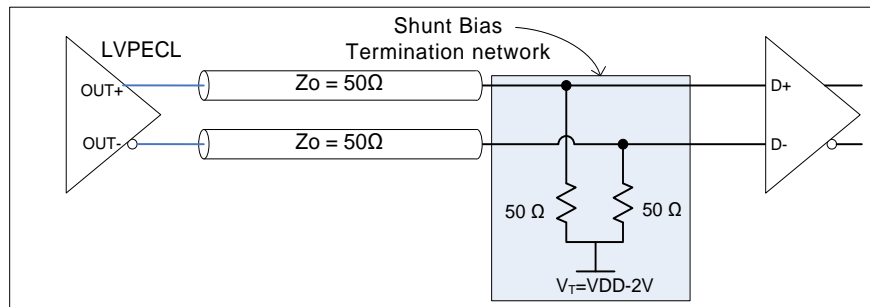 Shunt Bias
Termination network
LVPECL
OUT+
Zo = 50Ω
D+
OUT-
Zo = 50Ω
D-
50 Ω
50 Ω
VT=VDD-2V